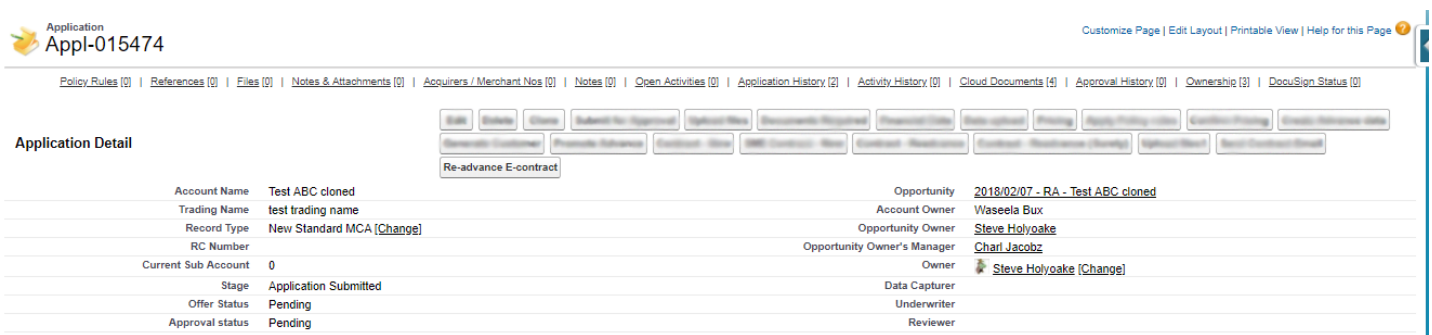 Application
Appl-015474
Customize Page | Edit Layout | Printable View | Help for this Page
Policy Rules [0] | References [0] | Files [0] | Notes & Attachments [0] | Acquirers / Merchant Nos [0] | Notes [0] | Open Activities [0] | Application History [2] | Activity History [0] | Cloud Documents [4] | Approval History [0] | Ownership [3] | DocuSign Status [0]
Application Detail
Re-advance E-contract
Account Name Test ABC cloned Opportunity 2018/02/07 - RA - Test ABC cloned
Trading Name test trading name Account Owner Waseela Bux
Record Type New Standard MCA [Change] Opportunity Owner Steve Holyoake
RC Number Opportunity Owner's Manager Charl Jacobz
Current Sub Account 0 Owner Steve Holyoake [Change]
Stage Application Submitted Data Capturer
Offer Status Pending Underwriter
Approval status Pending Reviewer